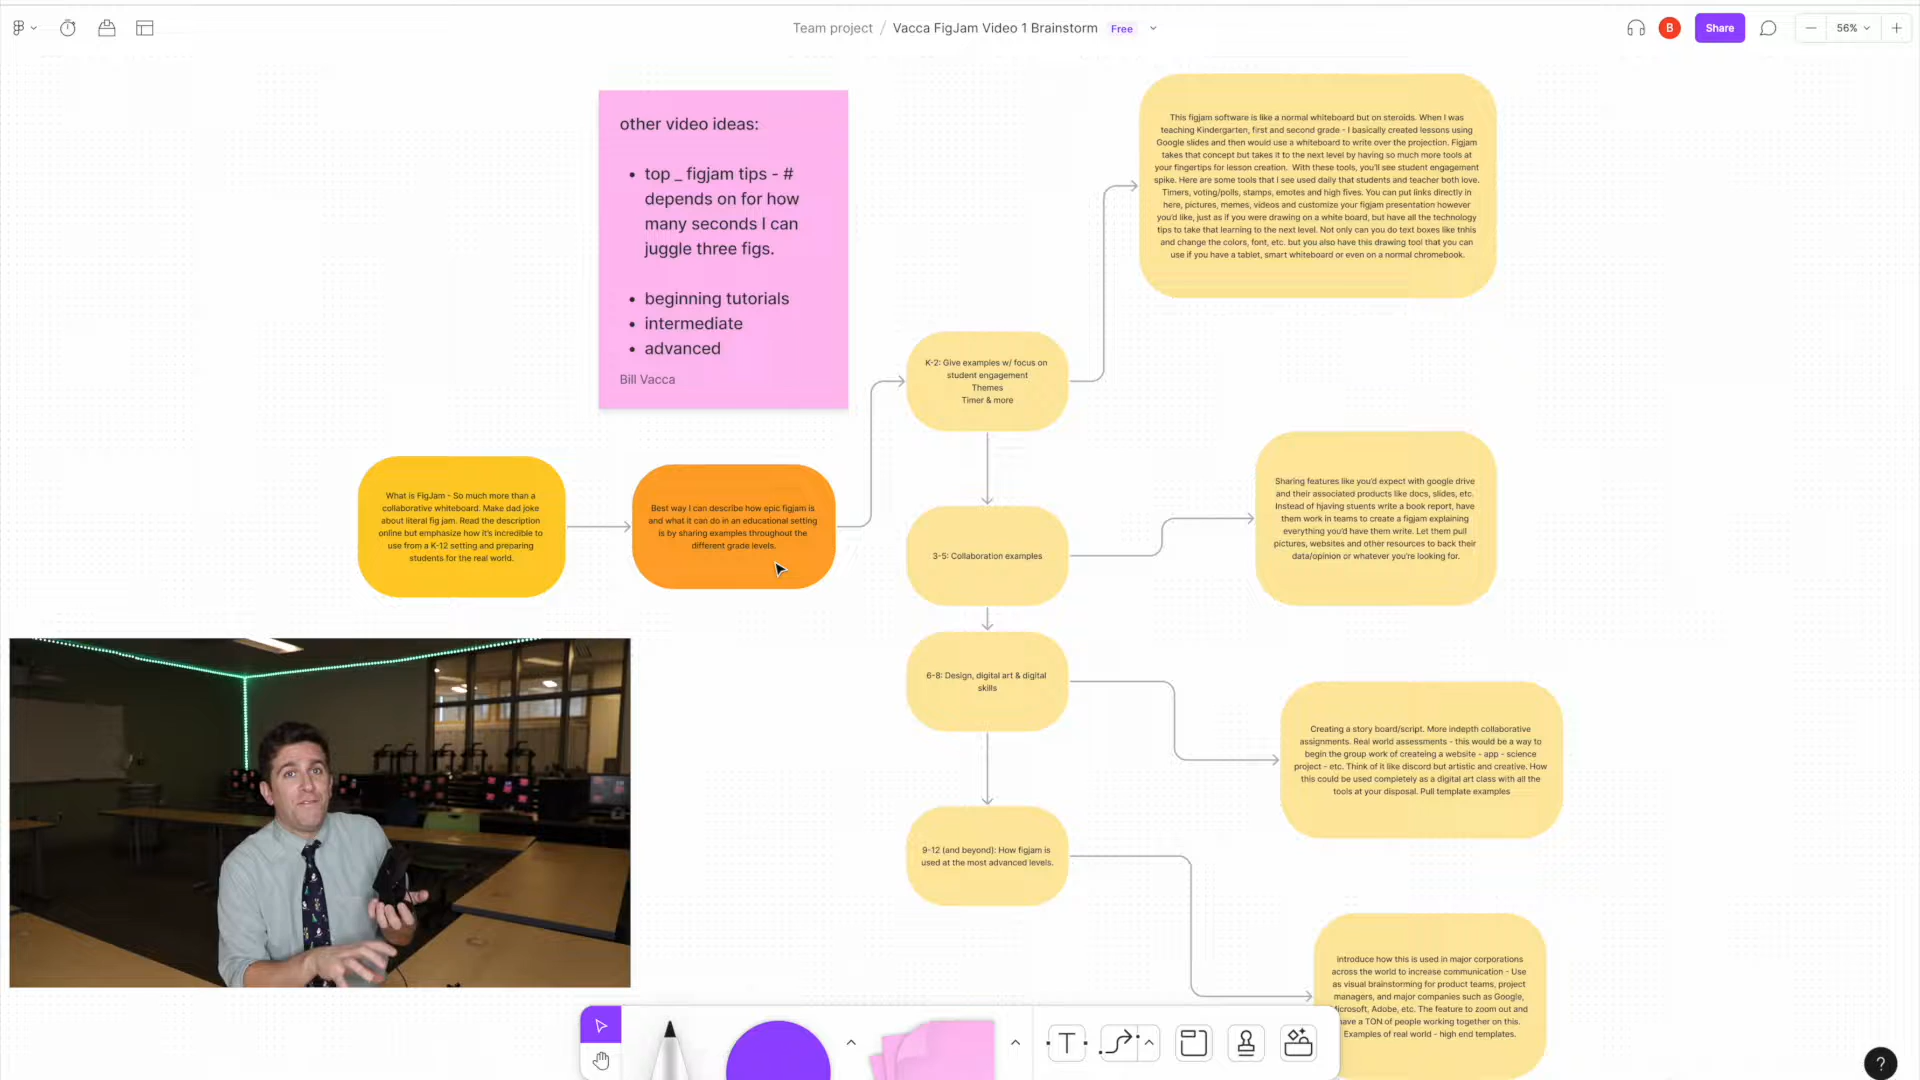 Team project / Vacca FigJam Video 1 Brainstorm Free
B
Share
56%
other video ideas:
• top _ figjam tips - #
depends on for how
many seconds I can
juggle three figs.
• beginning tutorials
• intermediate
• advanced
Bill Vacca
This figjam software is like a normal whiteboard but on steroids. When I was
teaching Kindergarten, first and second grade - I basically created lessons using
Google slides and then would use a whiteboard to write over the projection. Figjam
takes that concept but takes it to the next level by having so much more tools at
your fingertips for lesson creation. With these tools, you'll see student engagement
spike. Here are some tools that I see used daily that students and teacher both love.
Timers, voting/polls, stamps, emotes and high fives. You can put links directly in
here, pictures, memes, videos and customize your figjam presentation however
you'd like, just as if you were drawing on a white board, but have all the technology
tips to take that learning to the next level. Not only can you do text boxes like tnhis
and change the colors, font, etc. but you also have this drawing tool that you can
use if you have a tablet, smart whiteboard or even on a normal chromebook.
K-2: Give examples w/ focus on
student engagement
Themes
Timer & more
What is FigJam - So much more than a
collaborative whiteboard. Make dad joke
about literal fig jam. Read the description
online but emphasize how it's incredible to
use from a K-12 setting and preparing
students for the real world.
Best way I can describe how epic figjam is
and what it can do in an educational setting
is by sharing examples throughout the
different grade levels.
3-5: Collaboration examples
Sharing features like you'd expect with google drive
and their associated products like docs, slides, etc.
Instead of hjaving stuents write a book report, have
them work in teams to create a figjam explaining
everything you'd have them write. Let them pull
pictures, websites and other resources to back their
data/opinion or whatever you're looking for.
6-8: Design, digital art & digital
skills
Creating a story board/script. More indepth collaborative
assignments. Real world assessments - this would be a way to
begin the group work of createing a website - app - science
project - etc. Think of it like discord but artistic and creative. How
this could be used completely as a digital art class with all the
tools at your disposal. Pull template examples
9-12 (and beyond): How figjam is
used at the most advanced levels.
introduce how this is used in major corporations
across the world to increase communication - Use
as visual brainstorming for product teams, project
managers, and major companies such as Google,
Microsoft, Adobe, etc. The feature to zoom out and
have a TON of people working together on this.
Examples of real world - high end templates.
T
?